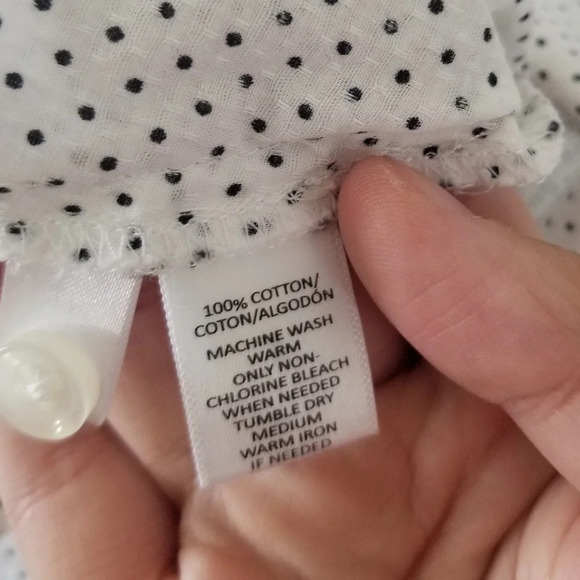 100% COTTON/
COTON/ALGODÓN
MACHINE WASH
WARM
ONLY NON-
CHLORINE BLEACH
WHEN NEEDED
TUMBLE DRY
MEDIUM
WARM IRON
IF NEEDED